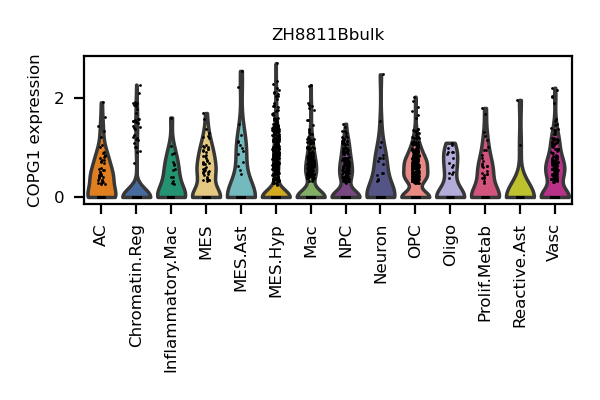 ZH8811Bbulk
COPG1 expression
2
0
AC
Chromatin.Reg
Inflammatory.Mac
MES
MES.Ast
MES.Hyp
Mac
NPC
Neuron
OPC
Oligo
Prolif.Metab
Reactive.Ast
Vasc